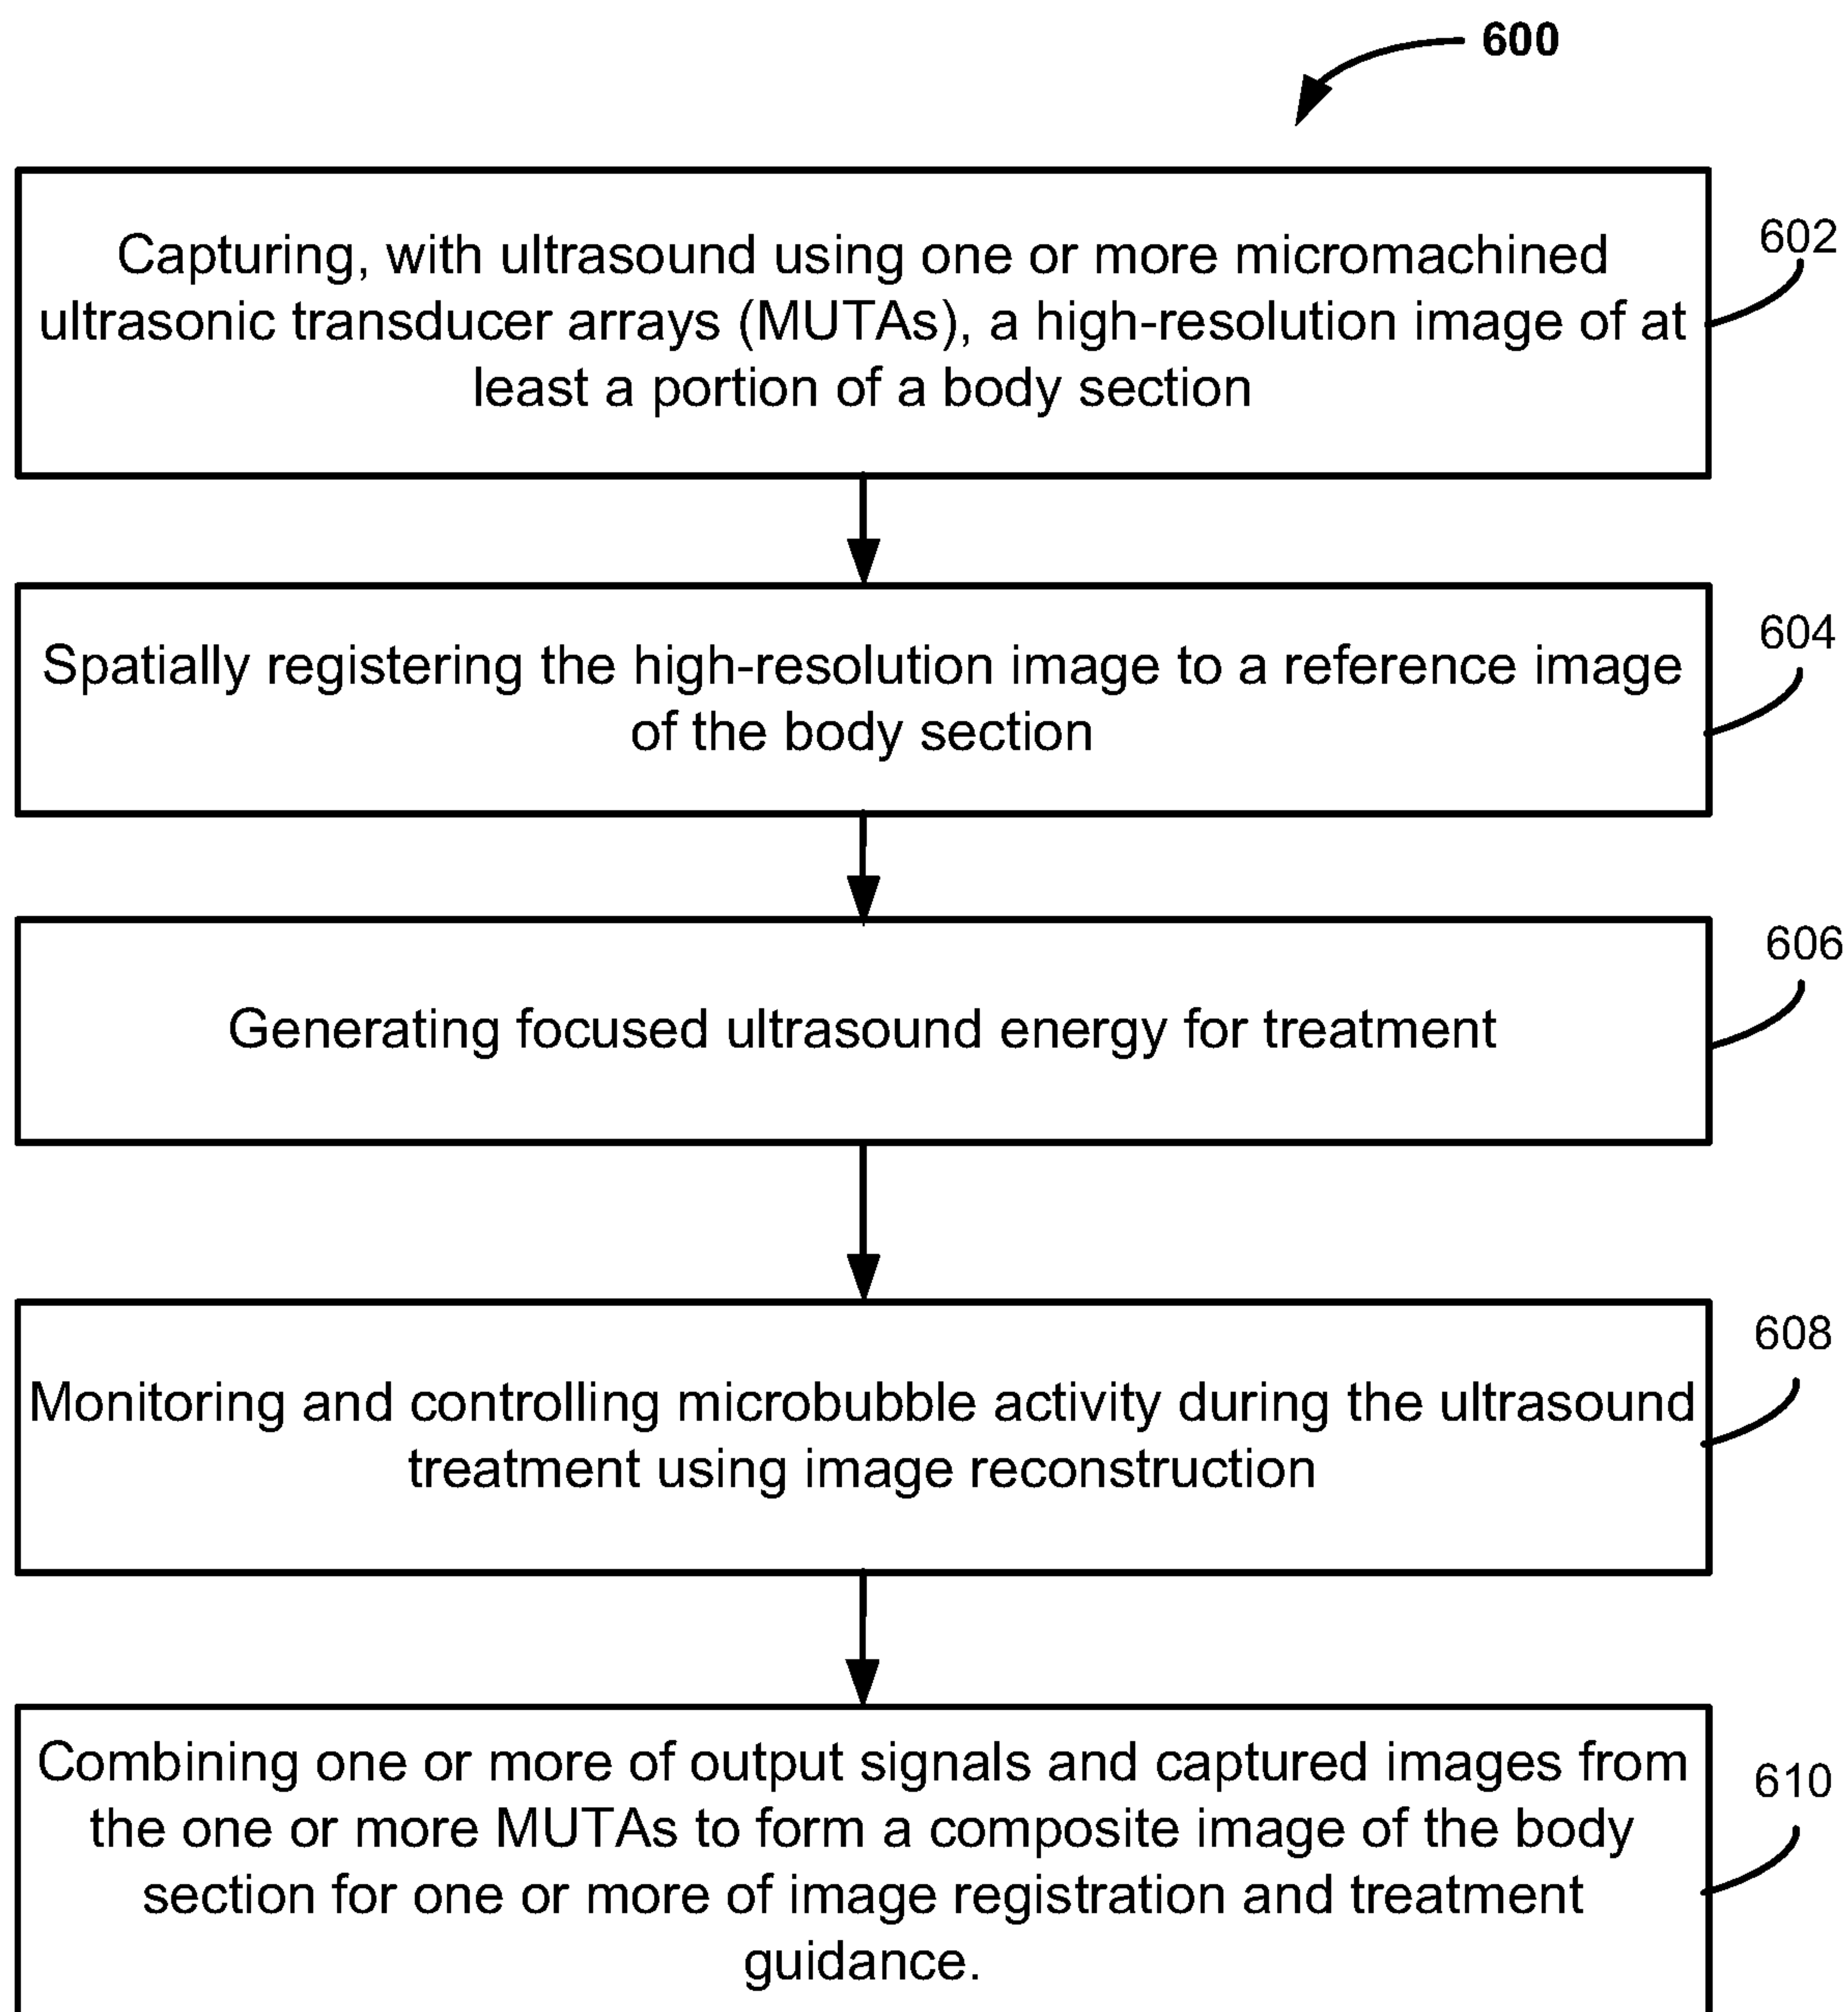 600
Capturing, with ultrasound using one or more micromachined
ultrasonic transducer arrays (MUTAs), a high-resolution image of at
least a portion of a body section
602
Spatially registering the high-resolution image to a reference image
of the body section
604
Generating focused ultrasound energy for treatment
606
Monitoring and controlling microbubble activity during the ultrasound
treatment using image reconstruction
608
Combining one or more of output signals and captured images from
the one or more MUTAs to form a composite image of the body
section for one or more of image registration and treatment
guidance.
610